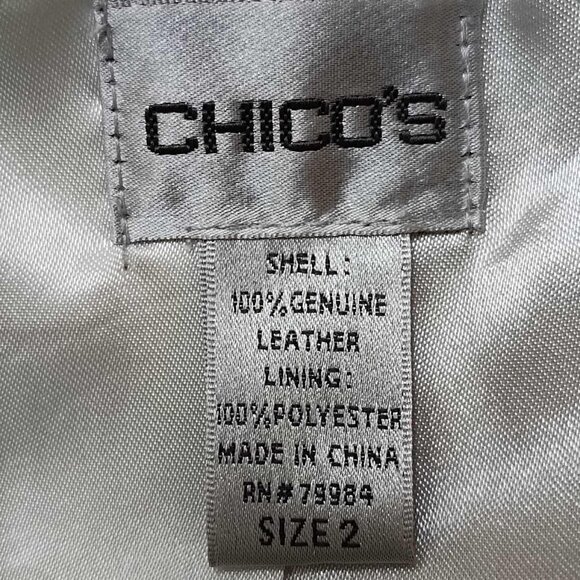 CHICO'S
SHELL:
100%GENUINE
LEATHER
LINING:
100%POLYESTER
MADE IN CHINA
RN#79984
SIZE 2